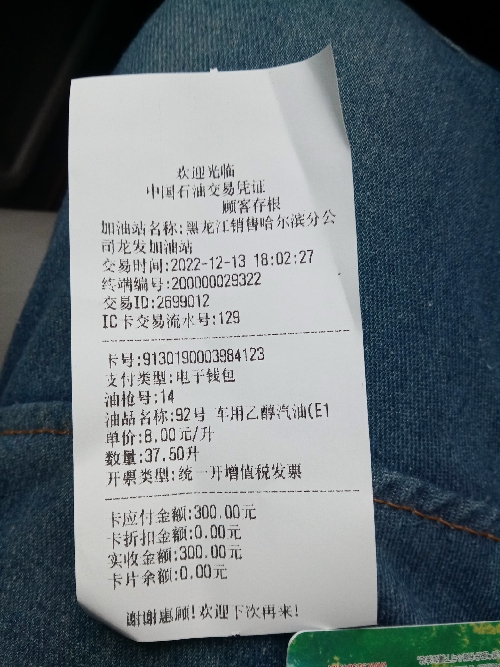 欢迎光临
中国石油交易凭证
顾客存根
加油站名称:黑龙江销售哈尔滨分公
司龙发加油站
交易时间:2022-12-13 18:02:27
终端编号:200000029322
交易ID:2699012
IC卡交易流水号:129
卡号:9130190003984123
支付类型:电子钱包
油枪号:14
油品名称:92号 车用乙醇汽油(E1
单价:8.00元/升
数量:37.50升
开票类型:统一开增值税发票
卡应付金额:300.00元
卡折扣金额:0.00元
实收金额:300.00元
卡片余额:0.00元
谢谢惠顾!欢迎下次再来!